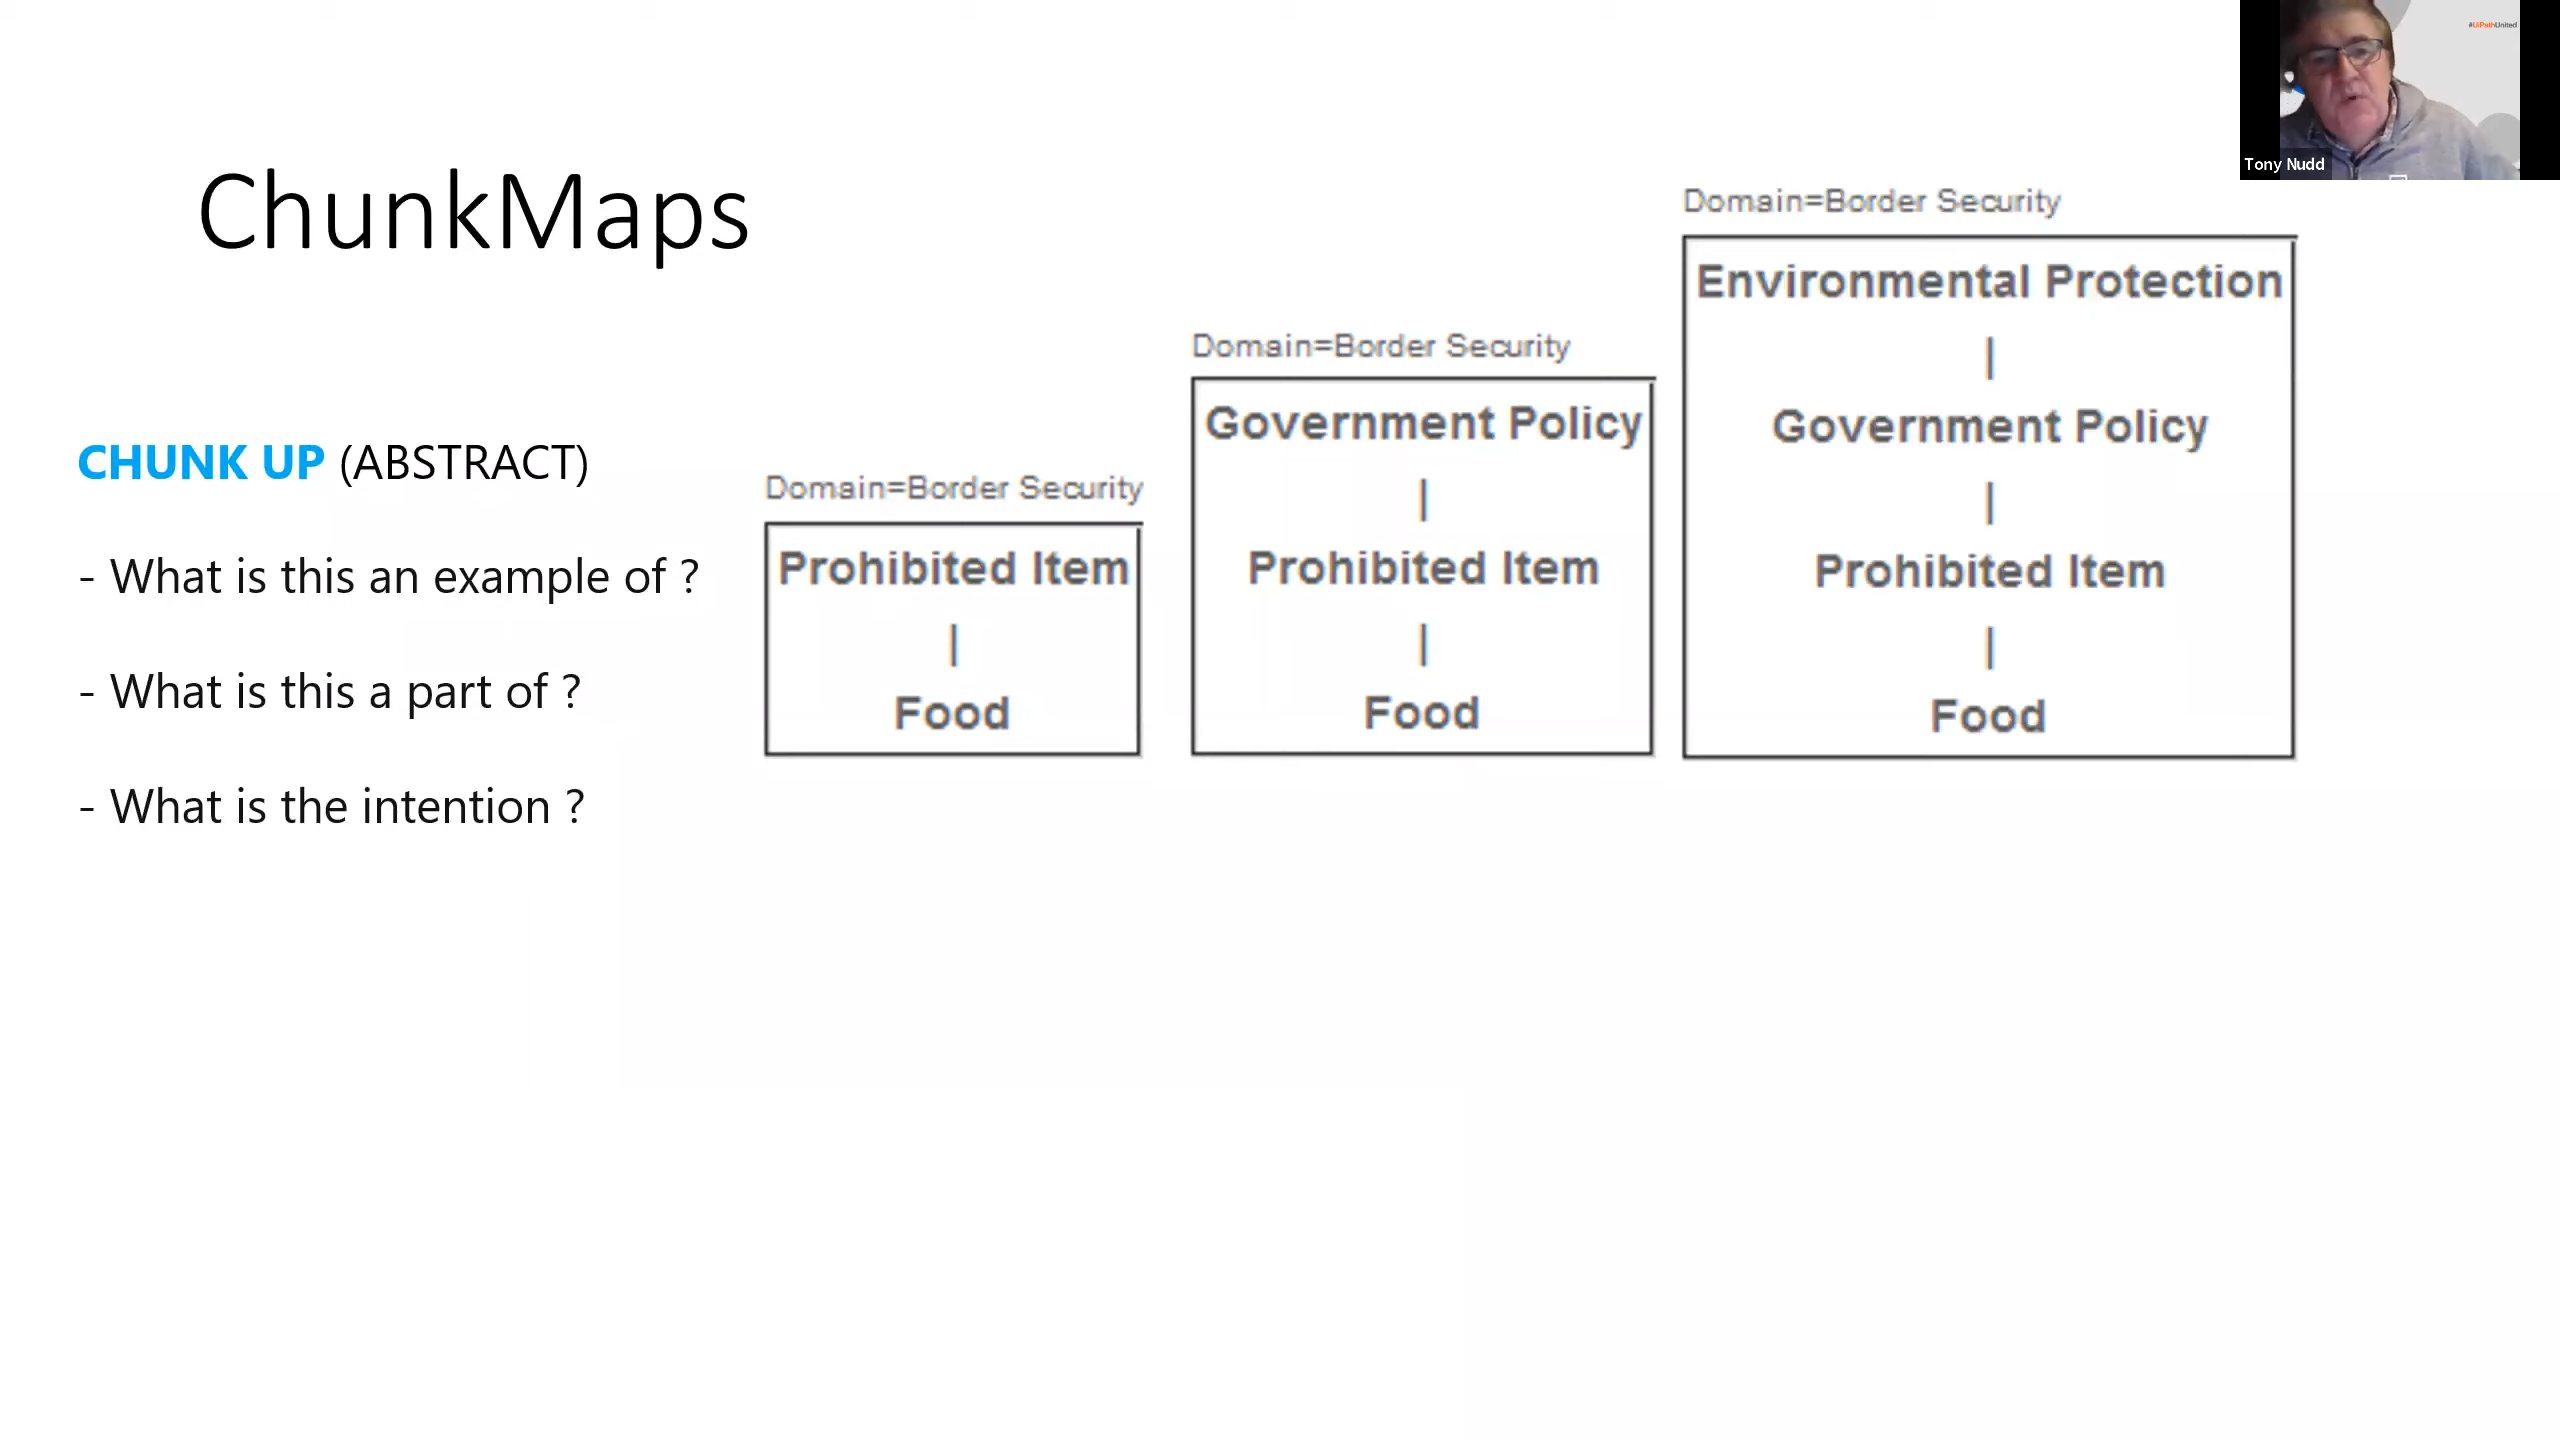 #UiPathUnited
Tony Nudd
ChunkMaps
CHUNK UP (ABSTRACT)
- What is this an example of ?
- What is this a part of ?
- What is the intention ?
Domain=Border Security
Prohibited Item
|
Food
Domain=Border Security
Government Policy
|
Prohibited Item
|
Food
Domain=Border Security
Environmental Protection
|
Government Policy
|
Prohibited Item
|
Food